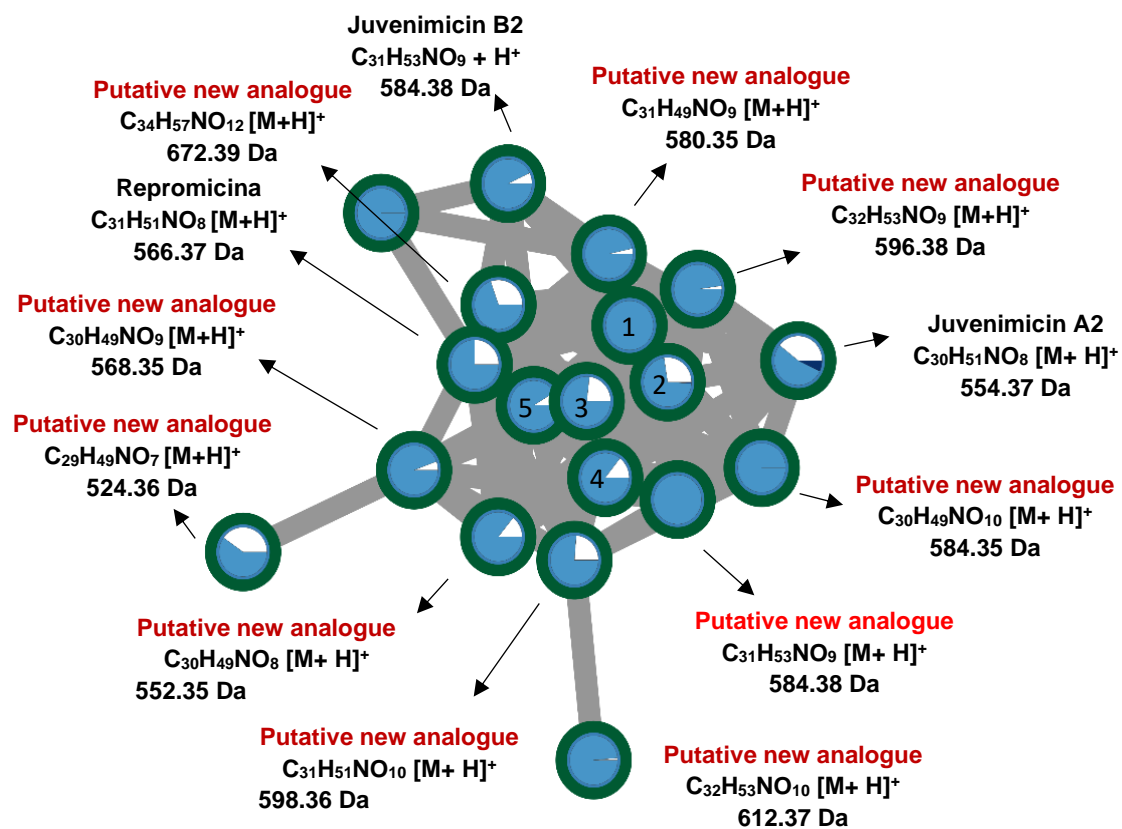 Juvenimicin B2
C₃₁H₅₃NO₉ + H⁺
584.38 Da
Putative new analogue
C₃₄H₅₇NO₁₂ [M+H]⁺
672.39 Da
Putative new analogue
C₃₁H₄₉NO₉ [M+H]⁺
580.35 Da
Repromicina
C₃₁H₅₁NO₈ [M+H]⁺
566.37 Da
Putative new analogue
C₃₂H₅₃NO₉ [M+H]⁺
596.38 Da
Putative new analogue
C₃₀H₄₉NO₉ [M+H]⁺
568.35 Da
Juvenimicin A2
C₃₀H₅₁NO₈ [M+ H]⁺
554.37 Da
1
2
3
5
4
Putative new analogue
C₂₉H₄₉NO₇ [M+H]⁺
524.36 Da
Putative new analogue
C₃₀H₄₉NO₁₀ [M+ H]⁺
584.35 Da
Putative new analogue
C₃₀H₄₉NO₈ [M+ H]⁺
552.35 Da
Putative new analogue
C₃₁H₅₃NO₉ [M+ H]⁺
584.38 Da
Putative new analogue
C₃₁H₅₁NO₁₀ [M+ H]⁺
598.36 Da
Putative new analogue
C₃₂H₅₃NO₁₀ [M+ H]⁺
612.37 Da